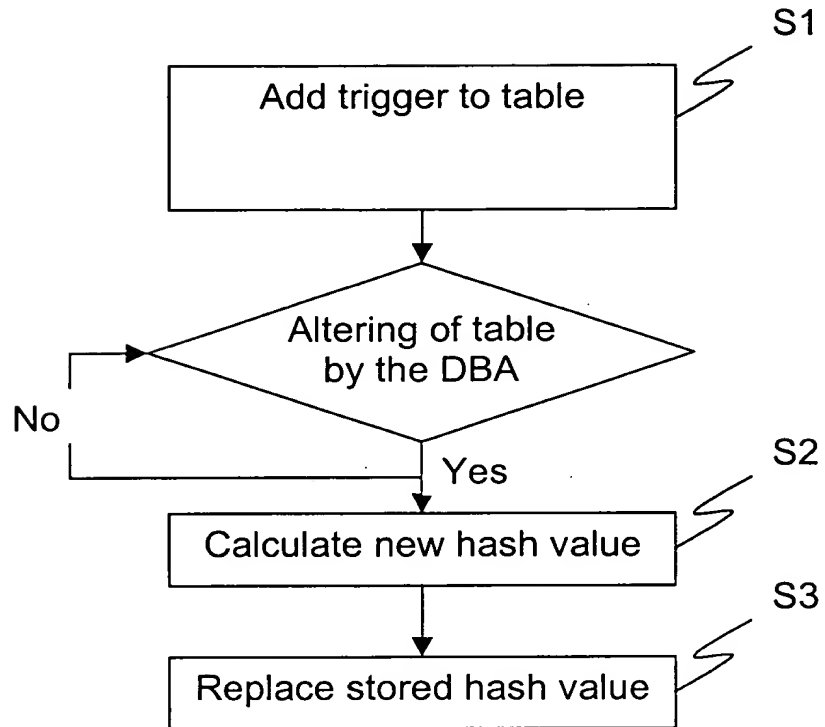 S1
Add trigger to table
Altering of table
by the DBA
No
Yes
S2
Calculate new hash value
S3
Replace stored hash value